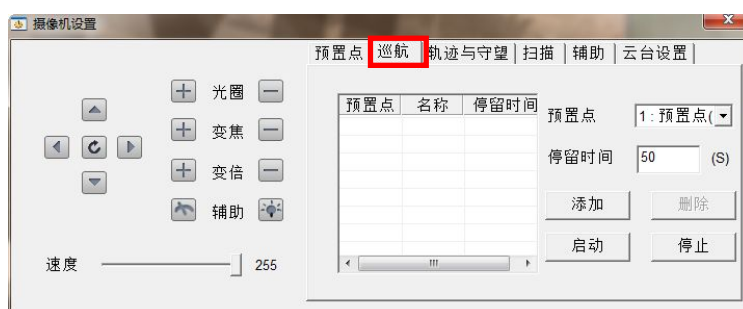 摄像机设置
预置点 巡航 轨迹与守望 扫描 辅助 云台设置
光圈
变焦
变倍
辅助
速度 255
预置点 名称 停留时间
预置点 1 : 预置点(
停留时间 50 (S)
添加 删除
启动 停止